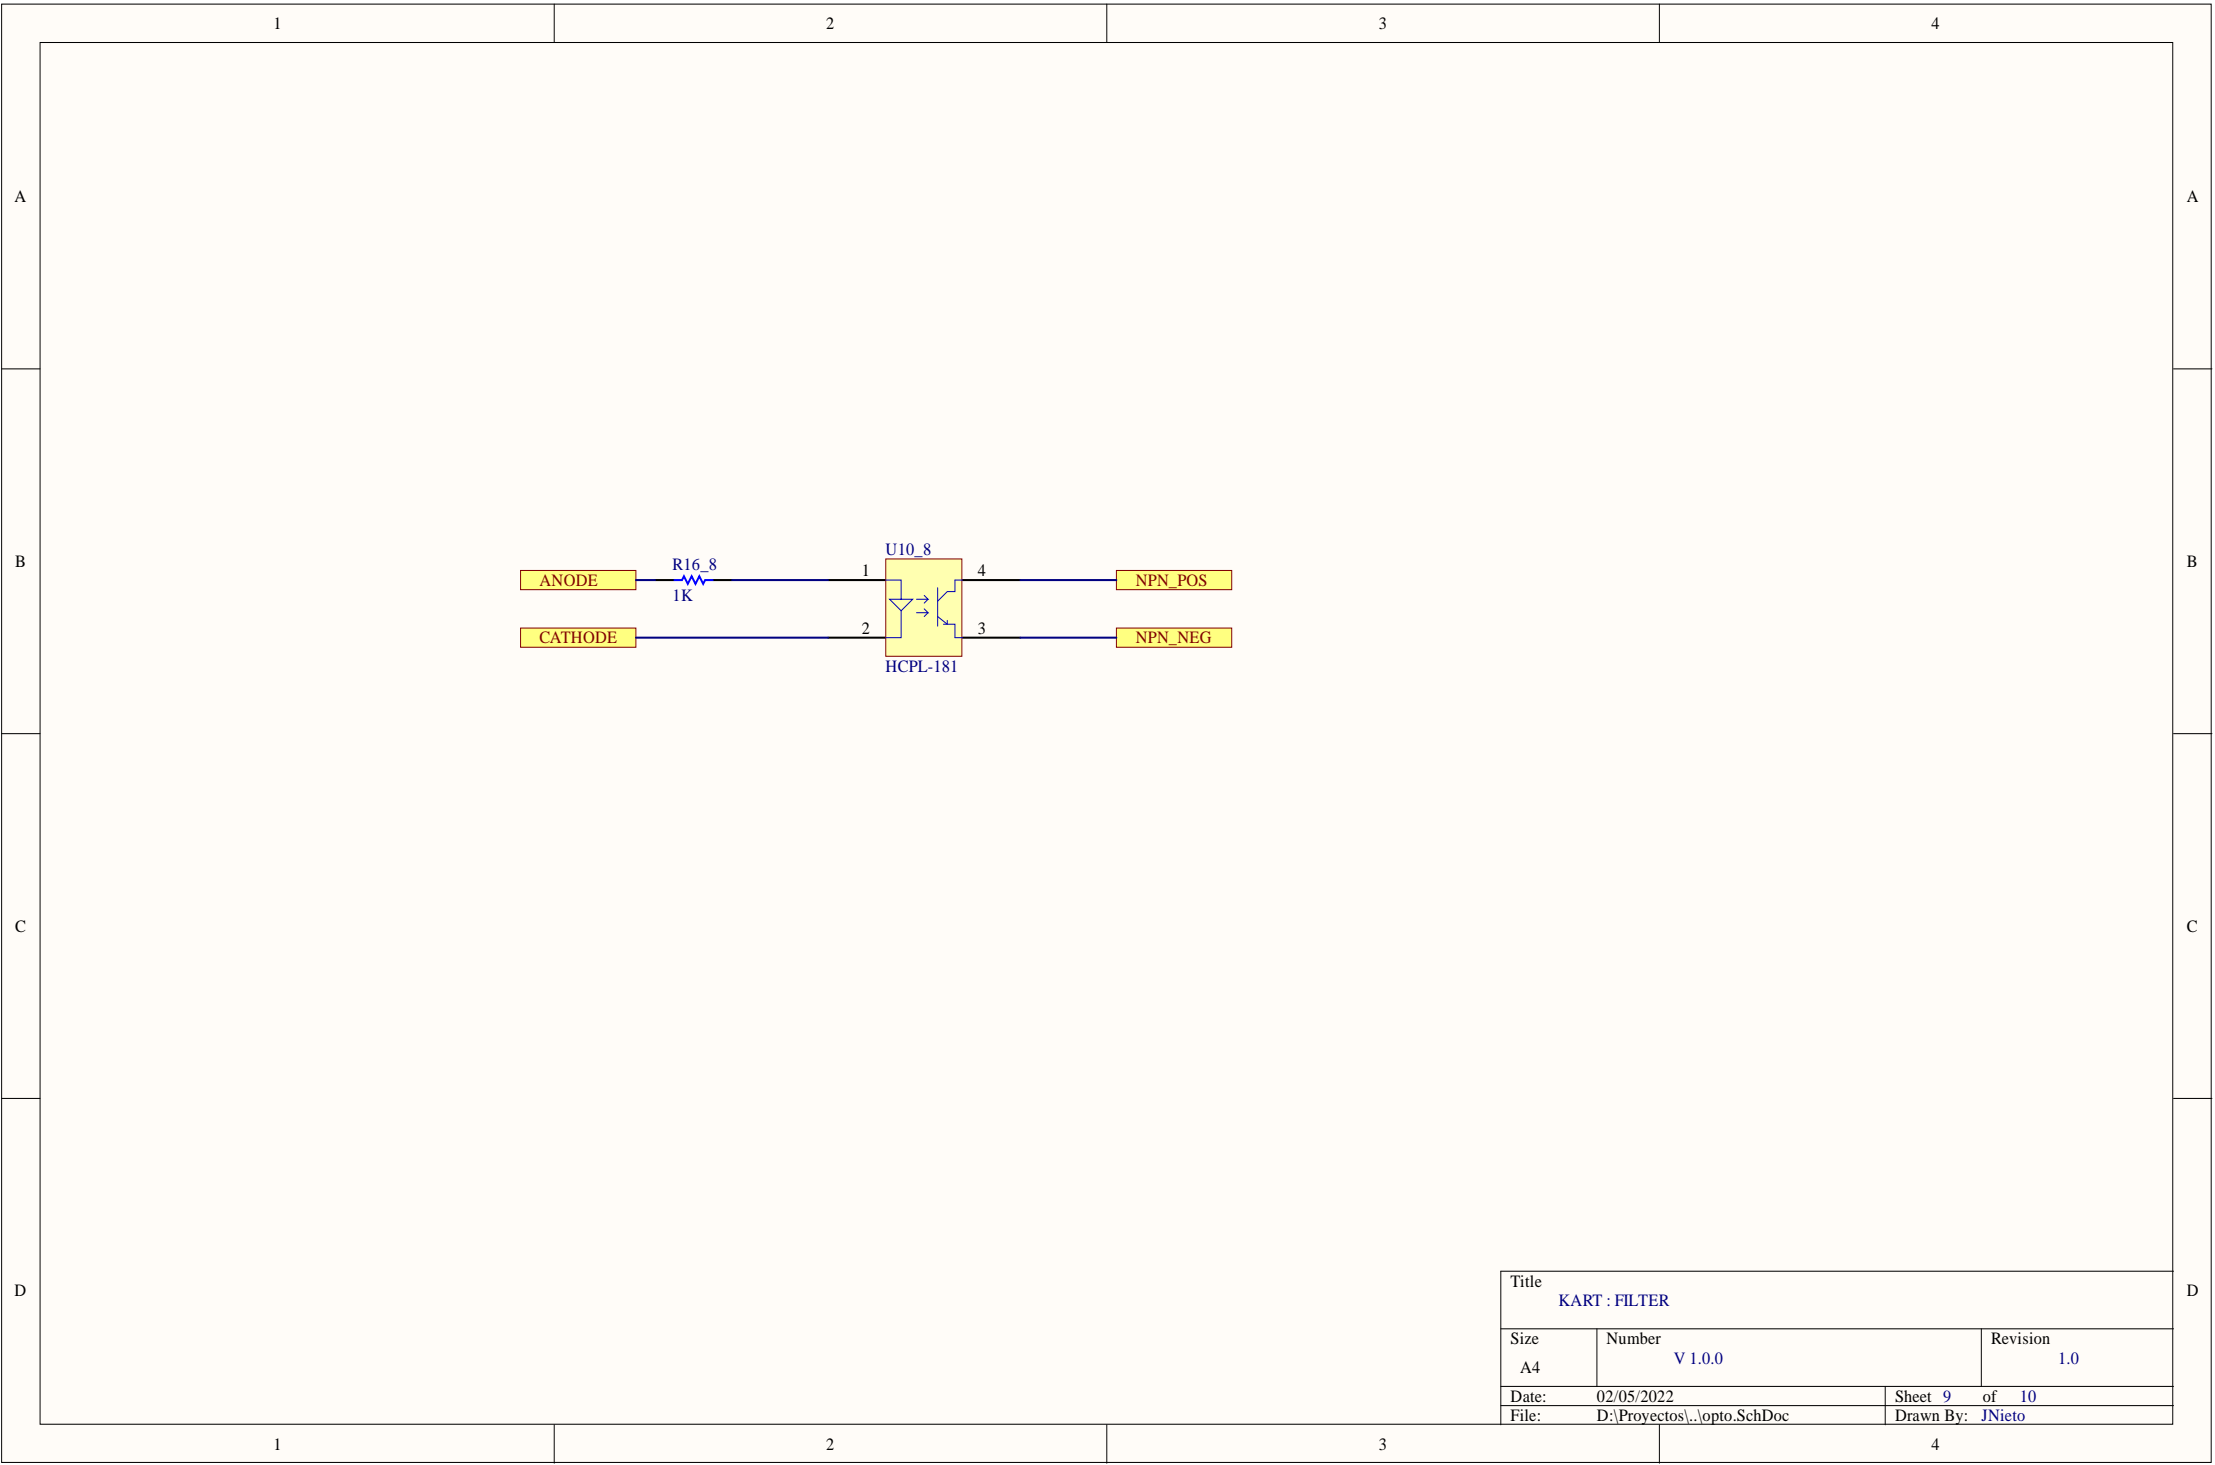 1 2 3 4
A A
U10_8
B B
R16_8
ANODE 1 4 NPN_POS
1K
CATHODE 2 3 NPN_NEG
HCPL-181
C C
D D
Title
KART : FILTER
Size Number Revision
A4 V 1.0.0 1.0
Date: 02/05/2022 Sheet 9 of 10
File: D:\Proyectos\..\opto.SchDoc Drawn By: JNieto
1 2 3 4